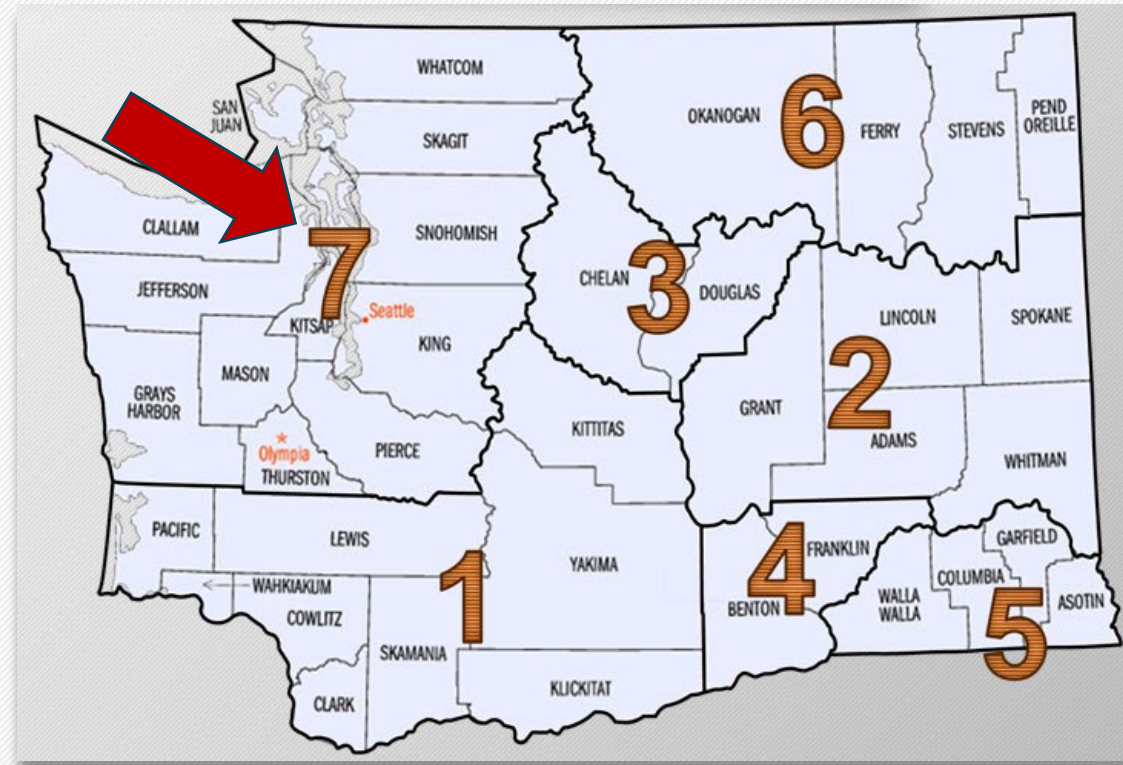 WHATCOM
SAN
JUAN
SKAGIT
OKANOGAN
6
FERRY
STEVENS
PEND
OREILLE
CLALLAM
7
SNOHOMISH
JEFFERSON
CHELAN
3
DOUGLAS
KITSAP
Seattle
KING
LINCOLN
SPOKANE
MASON
GRAYS
HARBOR
2
GRANT
ADAMS
KITTITAS
Olympia
THURSTON
PIERCE
WHITMAN
PACIFIC
LEWIS
1
YAKIMA
4
FRANKLIN
GARFIELD
WAHKIAKUM
COWLITZ
BENTON
WALLA
WALLA
COLUMBIA
5
ASOTIN
SKAMANIA
CLARK
KLICKITAT